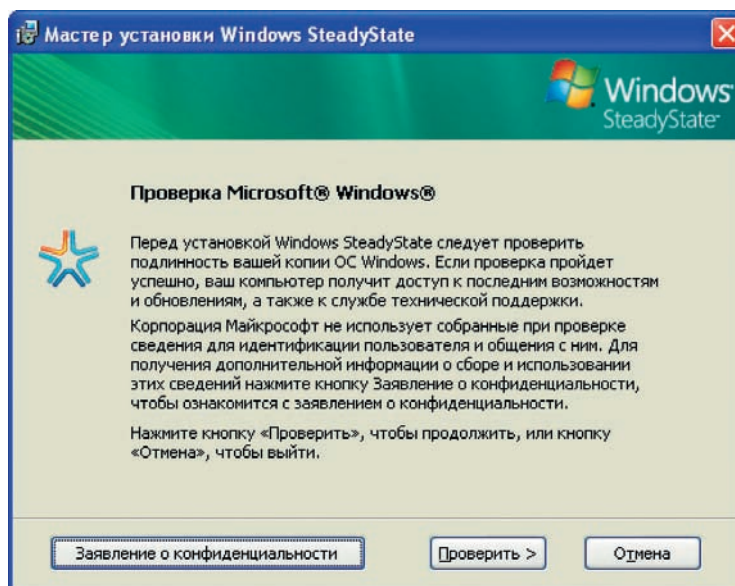 Мастер установки Windows SteadyState
Windows
SteadyState
Проверка Microsoft® Windows®
Перед установкой Windows SteadyState следует проверить
подлинность вашей копии ОС Windows. Если проверка пройдет
успешно, ваш компьютер получит доступ к последним возможностям
и обновлениям, а также к службе технической поддержки.
Корпорация Майкрософт не использует собранные при проверке
сведения для идентификации пользователя и общения с ним. Для
получения дополнительной информации о сборе и использовании
этих сведений нажмите кнопку Заявление о конфиденциальности,
чтобы ознакомится с заявлением о конфиденциальности.
Нажмите кнопку «Проверить», чтобы продолжить, или кнопку
«Отмена», чтобы выйти.
Заявление о конфиденциальности
Проверить >
Отмена